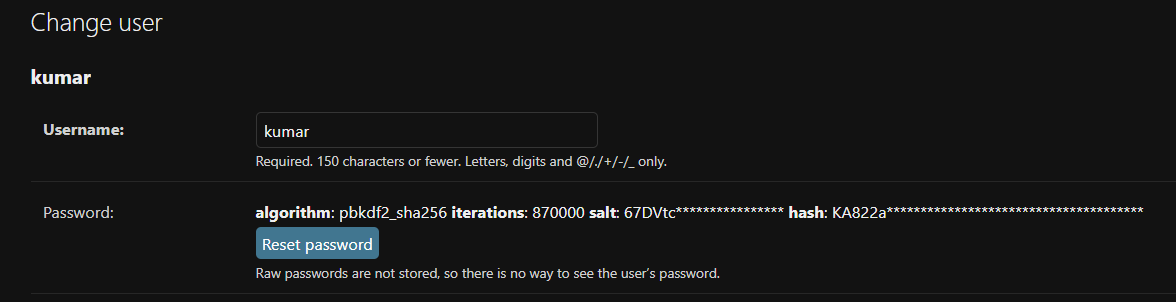 Change user
kumar
Username:
kumar
Required. 150 characters or fewer. Letters, digits and @/./+/-/_ only.
Password:
algorithm: pbkdf2_sha256 iterations: 870000 salt: 67DVtc**************** hash: KA822a**************************************
Reset password
Raw passwords are not stored, so there is no way to see the user’s password.